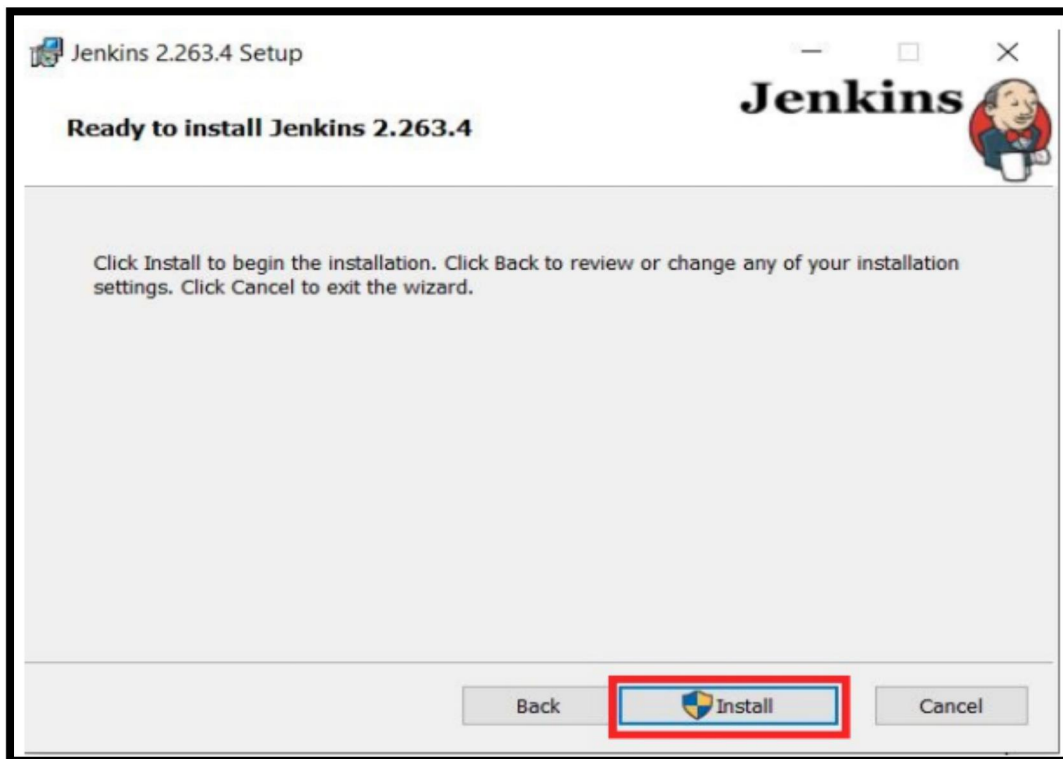 Jenkins 2.263.4 Setup
Jenkins
Ready to install Jenkins 2.263.4
Click Install to begin the installation. Click Back to review or change any of your installation
settings. Click Cancel to exit the wizard.
Back
Install
Cancel